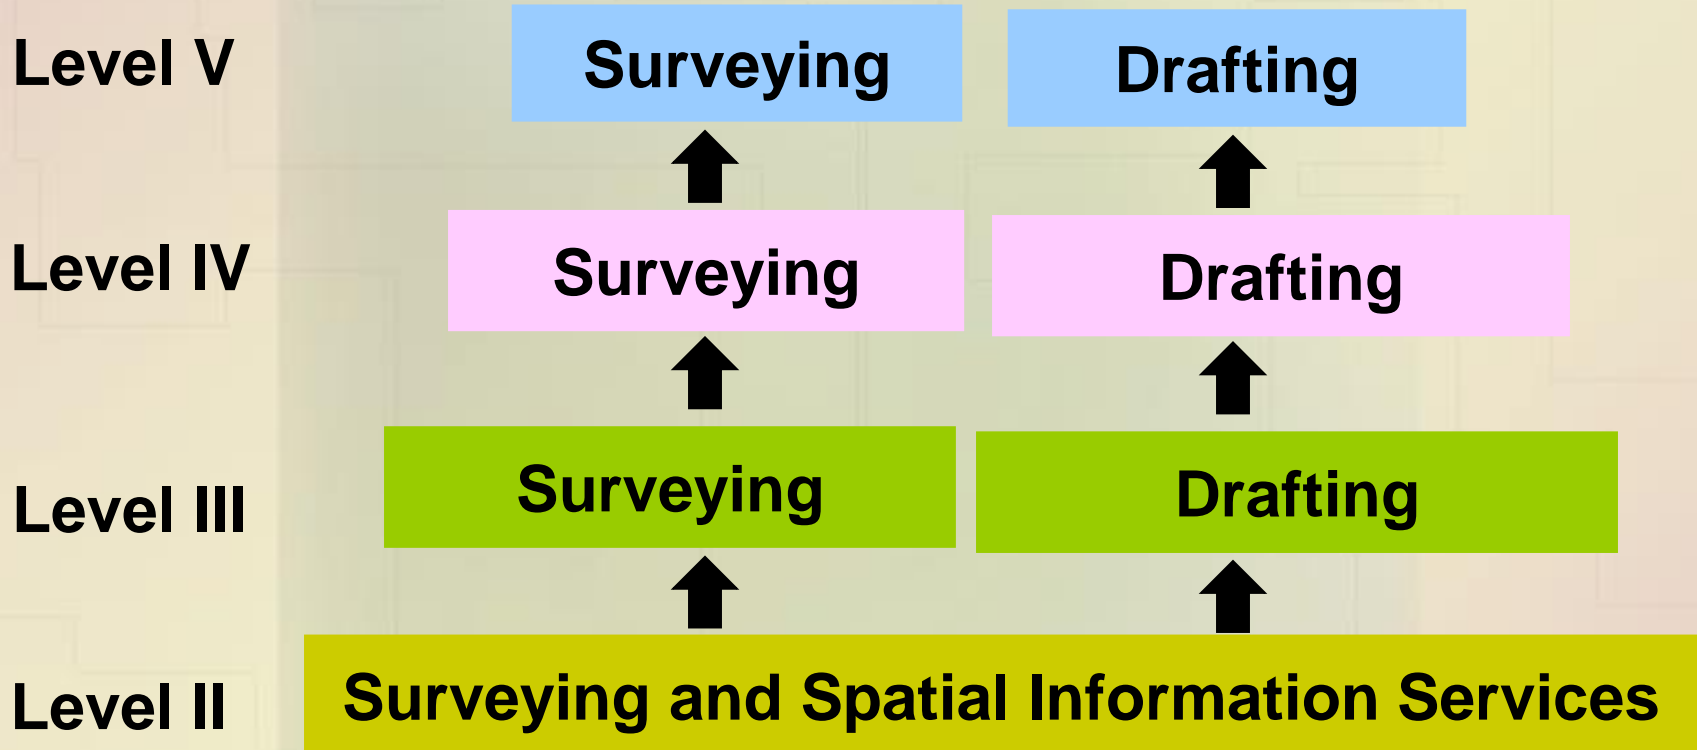 Level V
Surveying
Drafting
Level IV
Surveying
Drafting
Level III
Surveying
Drafting
Level II
Surveying and Spatial Information Services